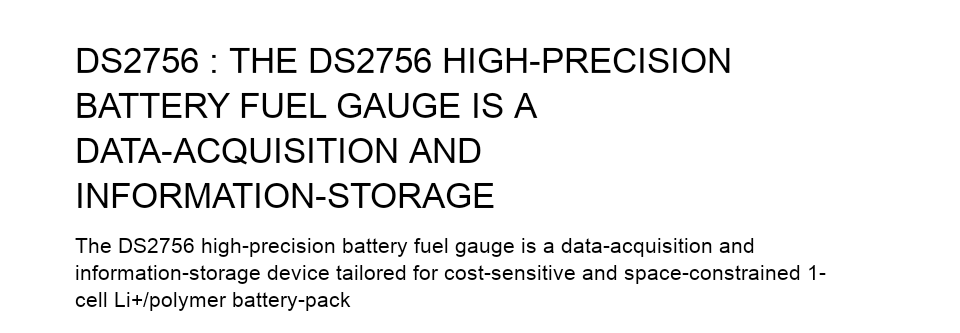 DS2756 : THE DS2756 HIGH-PRECISION
BATTERY FUEL GAUGE IS A
DATA-ACQUISITION AND
INFORMATION-STORAGE
The DS2756 high-precision battery fuel gauge is a data-acquisition and
information-storage device tailored for cost-sensitive and space-constrained 1-
cell Li+/polymer battery-pack